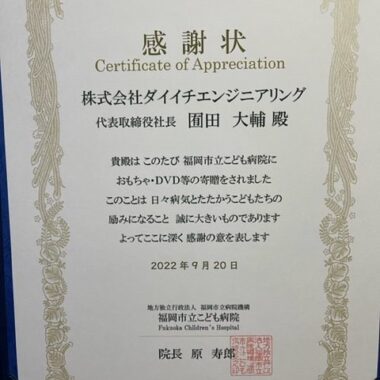 感謝状
Certificate of Appreciation
株式会社ダイイチエンジニアリング
代表取締役社長 園田 大輔 殿
貴殿は このたび 福岡市立こども病院に
おもちゃ・DVD等の寄贈をされました
このことは 日々病気とたたかうこどもたちの
励みになること 誠に大きいものであります
よってここに深く 感謝の意を表します
2022年9月20日
地方独立行政法人 福岡市立病院機構
福岡市立こども病院
Fukuoka Children's Hospital
院長 原 寿郎